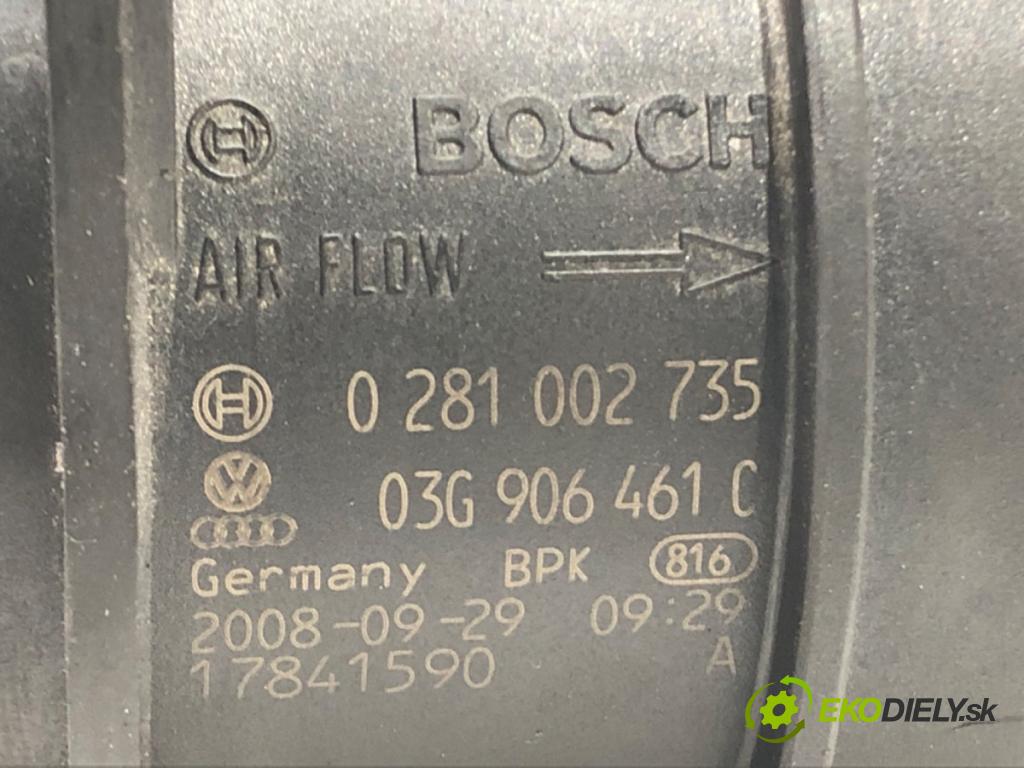 BOSCH
AIR FLOW
0 281 002 735
03G 906 461 C
Germany BPK 816
2008-09-29 09:29
17841590 A
EKODIELY.sk